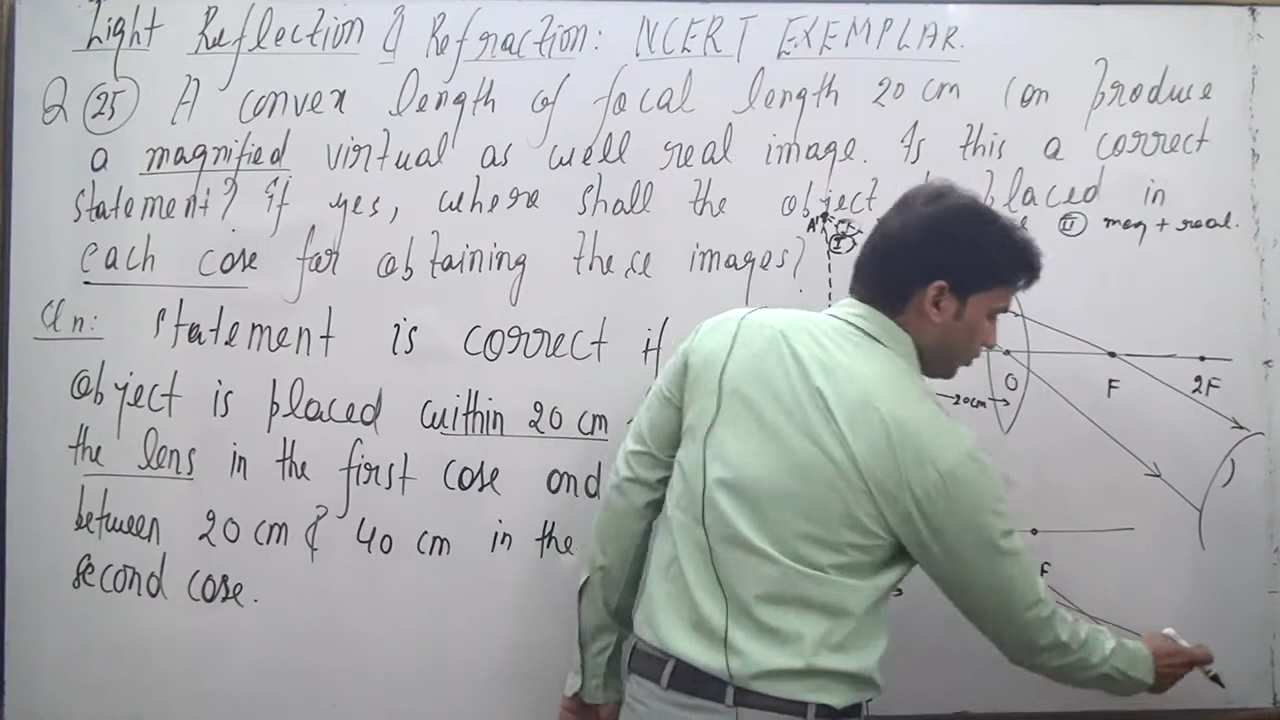 Light Reflection & Refraction: NCERT EXEMPLAR.
Q 25 A convex length of focal length 20 cm can produce
a magnified virtual as well real image. Is this a correct
statement? if yes, where shall the object placed in
each case for obtaining these images?
II mag + real.
A'
I
An: statement is correct if
object is placed within 20 cm
the lens in the first case and
between 20 cm & 40 cm in the
second case.
O F 2F
20cm
F